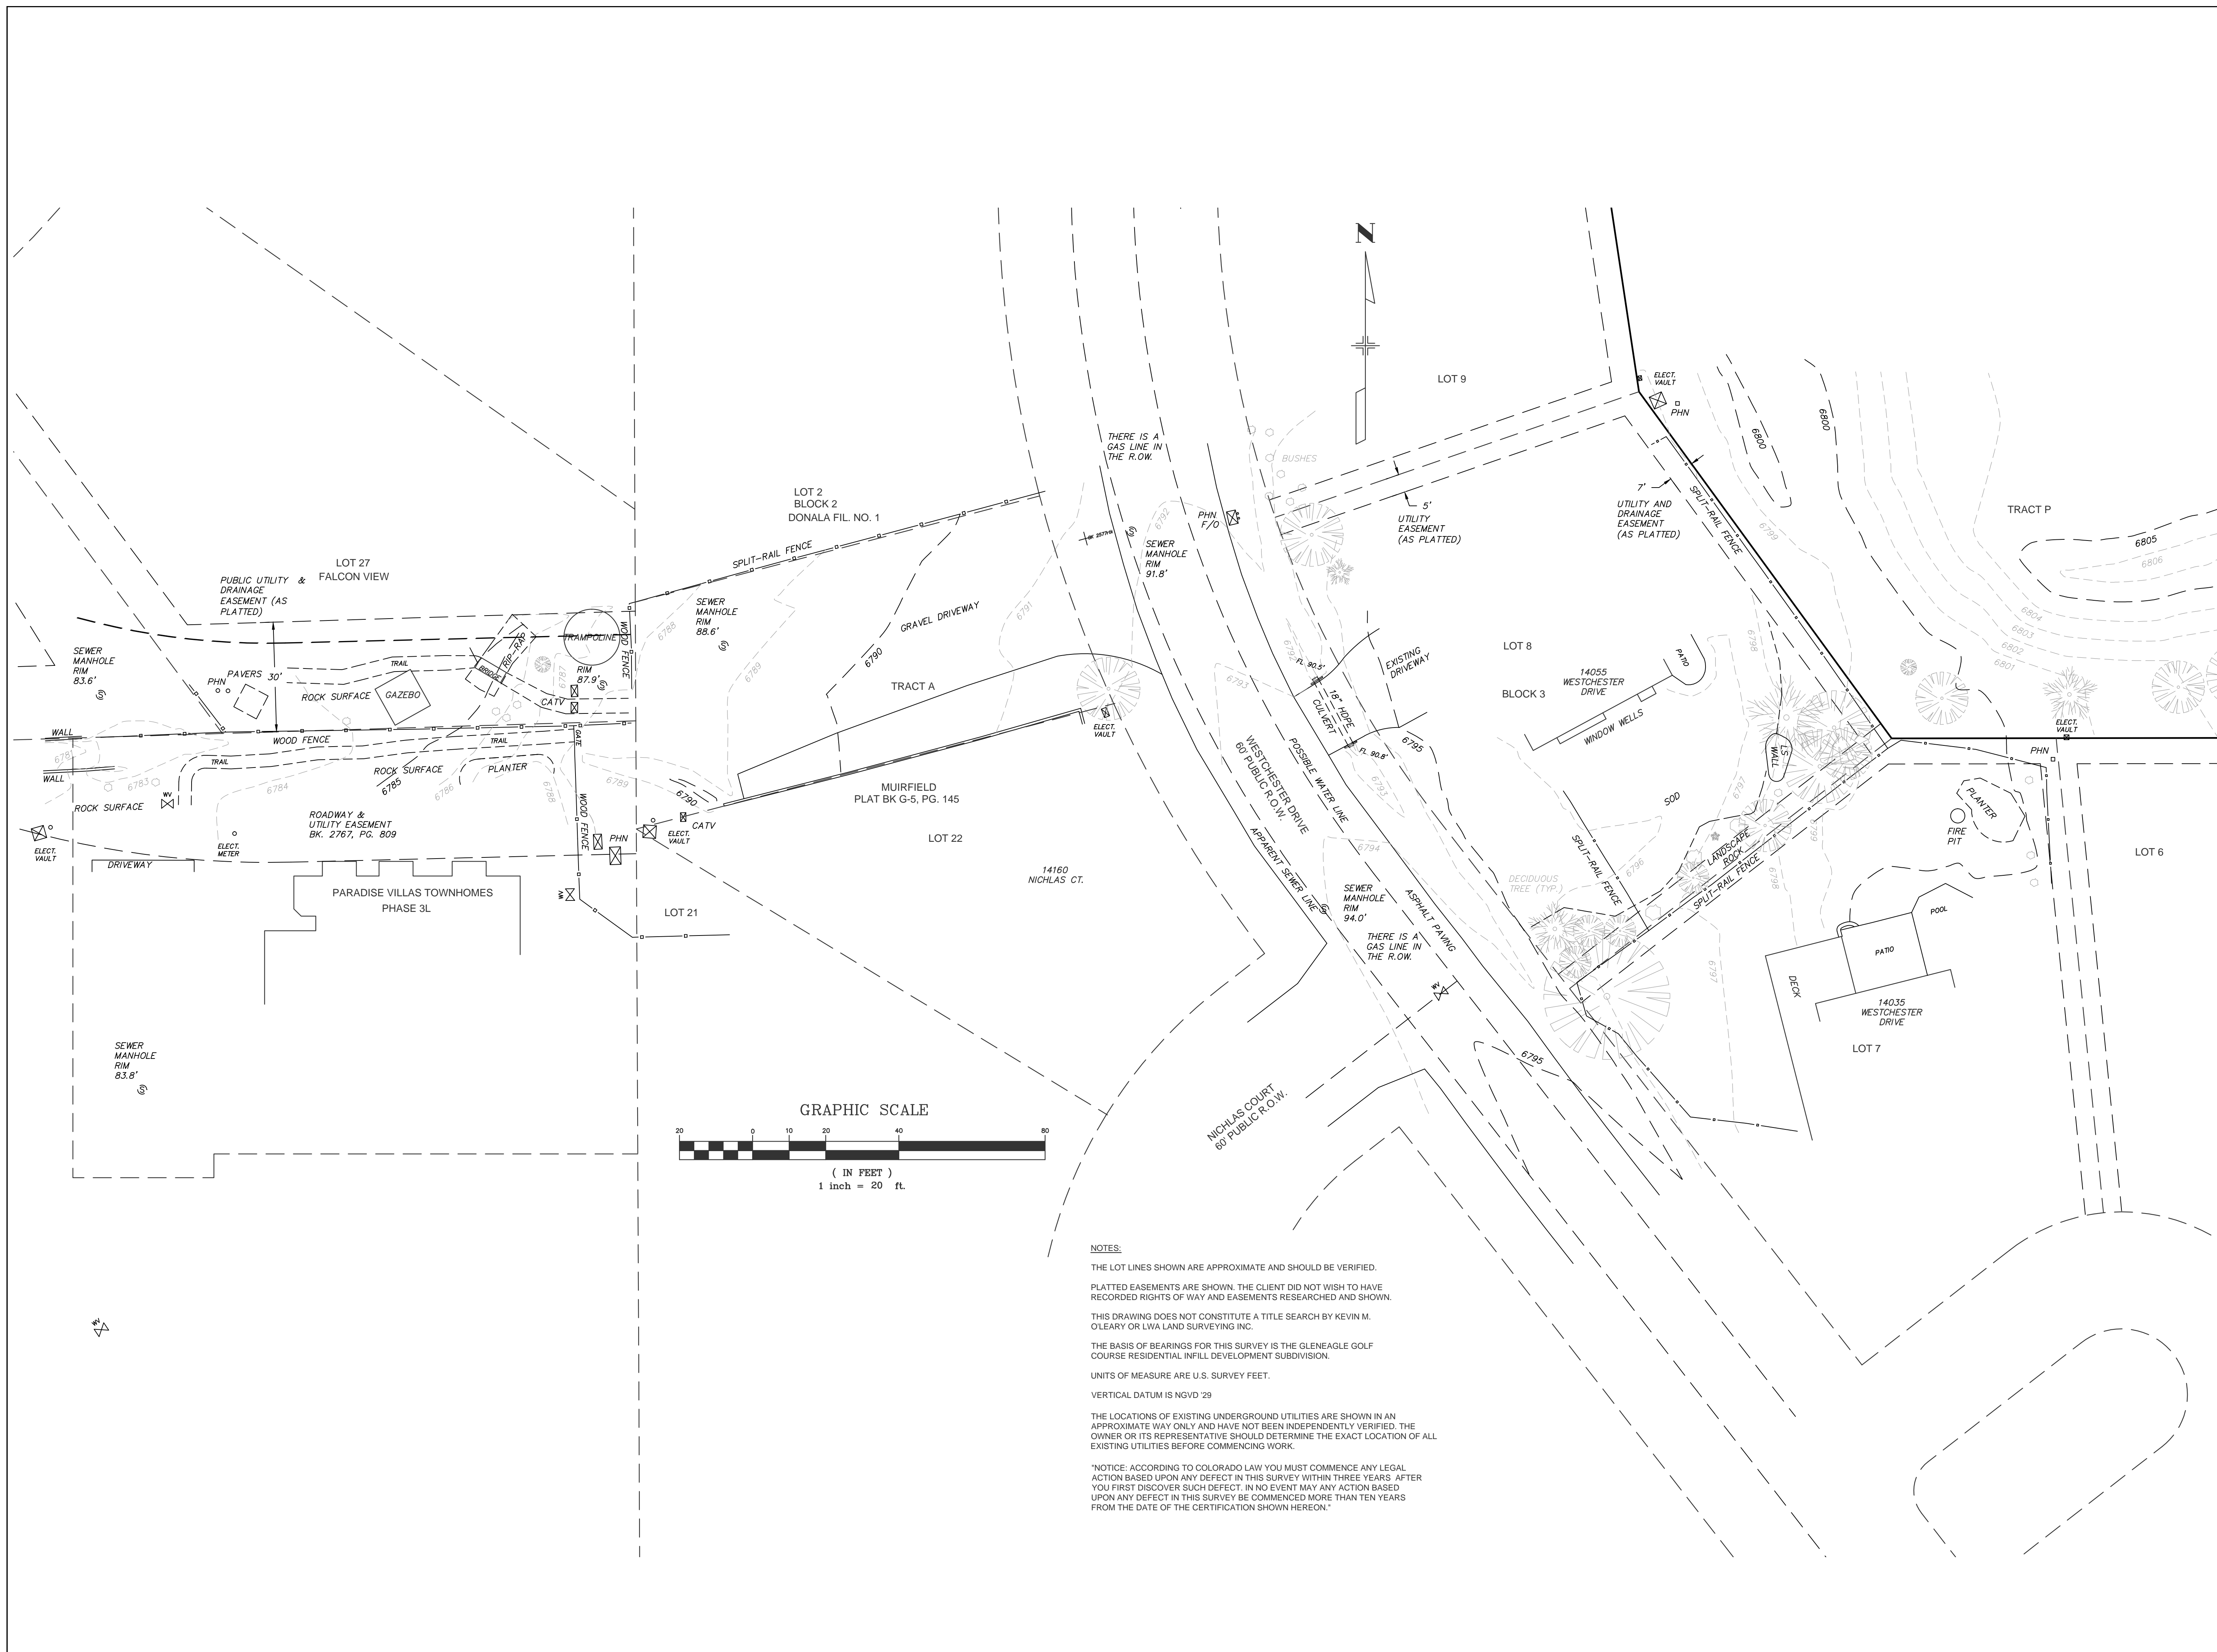 N
LOT 9
ELECT.
VAULT
PHN
6800
6800
THERE IS A
GAS LINE IN
THE R.OW.
BUSHES
7'
UTILITY AND
DRAINAGE
EASEMENT
(AS PLATTED)
SPLIT-RAIL FENCE
5'
UTILITY
EASEMENT
(AS PLATTED)
6799
TRACT P
6805
6806
6804
6803
6802
6801
LOT 2
BLOCK 2
DONALA FIL. NO. 1
SPLIT-RAIL FENCE
PHN
F/O
6792
SEWER
MANHOLE
RIM
91.8'
LOT 27
FALCON VIEW
PUBLIC UTILITY &
DRAINAGE
EASEMENT (AS
PLATTED)
30'
SEWER
MANHOLE
RIM
88.6'
6788
6789
GRAVEL DRIVEWAY
6790
6791
TRACT A
SEWER
MANHOLE
RIM
83.6'
PHN
PAVERS
TRAIL
ROCK SURFACE
GAZEBO
BRIDGE
RIP-RAP
TRAMPOLINE
WOOD FENCE
RIM
87.9'
6787
CATV
WALL
WALL
WOOD FENCE
TRAIL
TRAIL
GATE
6783
6784
ROCK SURFACE
6785
6786
PLANTER
6788
6789
ROCK SURFACE
WV
ROADWAY &
UTILITY EASEMENT
BK. 2767, PG. 809
WOOD FENCE
PHN
6790
CATV
ELECT.
VAULT
ELECT.
VAULT
ELECT.
METER
DRIVEWAY
PARADISE VILLAS TOWNHOMES
PHASE 3L
WV
LOT 21
ELECT.
VAULT
MUIRFIELD
PLAT BK G-5, PG. 145
LOT 22
14160
NICHLAS CT.
6792
6793
FL. 90.5'
18" HDPE
CULVERT
FL. 90.8'
EXISTING
DRIVEWAY
6795
6793
WESTCHESTER DRIVE
60' PUBLIC R.O.W.
POSSIBLE WATER LINE
APPARENT SEWER LINE
6794
ASPHALT PAVING
SEWER
MANHOLE
RIM
94.0'
THERE IS A
GAS LINE IN
THE R.OW.
WV
LOT 8
BLOCK 3
14055
WESTCHESTER
DRIVE
PATIO
WINDOW WELLS
6798
LS
WALL
6797
SOD
SPLIT-RAIL FENCE
6796
LANDSCAPE
ROCK
SPLIT-RAIL FENCE
6799
6798
6797
DECIDUOUS
TREE (TYP.)
ELECT.
VAULT
PHN
PLANTER
FIRE
PIT
LOT 6
POOL
PATIO
DECK
14035
WESTCHESTER
DRIVE
LOT 7
6795
NICHLAS COURT
60' PUBLIC R.O.W.
SEWER
MANHOLE
RIM
83.8'
WV
GRAPHIC SCALE
20 0 10 20 40 80
( IN FEET )
1 inch = 20 ft.
NOTES:
THE LOT LINES SHOWN ARE APPROXIMATE AND SHOULD BE VERIFIED.
PLATTED EASEMENTS ARE SHOWN. THE CLIENT DID NOT WISH TO HAVE
RECORDED RIGHTS OF WAY AND EASEMENTS RESEARCHED AND SHOWN.
THIS DRAWING DOES NOT CONSTITUTE A TITLE SEARCH BY KEVIN M.
O'LEARY OR LWA LAND SURVEYING INC.
THE BASIS OF BEARINGS FOR THIS SURVEY IS THE GLENEAGLE GOLF
COURSE RESIDENTIAL INFILL DEVELOPMENT SUBDIVISION.
UNITS OF MEASURE ARE U.S. SURVEY FEET.
VERTICAL DATUM IS NGVD '29
THE LOCATIONS OF EXISTING UNDERGROUND UTILITIES ARE SHOWN IN AN
APPROXIMATE WAY ONLY AND HAVE NOT BEEN INDEPENDENTLY VERIFIED. THE
OWNER OR ITS REPRESENTATIVE SHOULD DETERMINE THE EXACT LOCATION OF ALL
EXISTING UTILITIES BEFORE COMMENCING WORK.
"NOTICE: ACCORDING TO COLORADO LAW YOU MUST COMMENCE ANY LEGAL
ACTION BASED UPON ANY DEFECT IN THIS SURVEY WITHIN THREE YEARS AFTER
YOU FIRST DISCOVER SUCH DEFECT. IN NO EVENT MAY ANY ACTION BASED
UPON ANY DEFECT IN THIS SURVEY BE COMMENCED MORE THAN TEN YEARS
FROM THE DATE OF THE CERTIFICATION SHOWN HEREON."